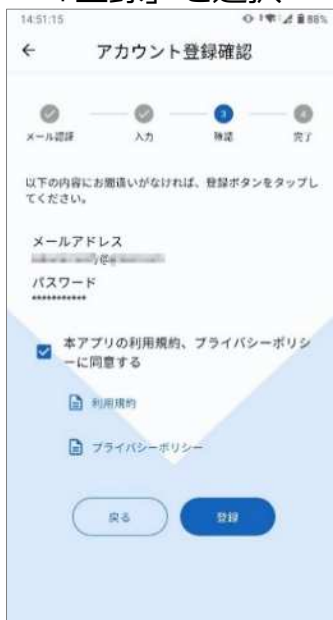 「登録」を選択
14:51:15
88%
アカウント登録確認
3
メール認証 入力 確認 完了
以下の内容にお間違いがなければ、登録ボタンをタップし
てください。
メールアドレス
パスワード
***********
本アプリの利用規約、プライバシーポリシ
ーに同意する
利用規約
プライバシーポリシー
戻る 登録